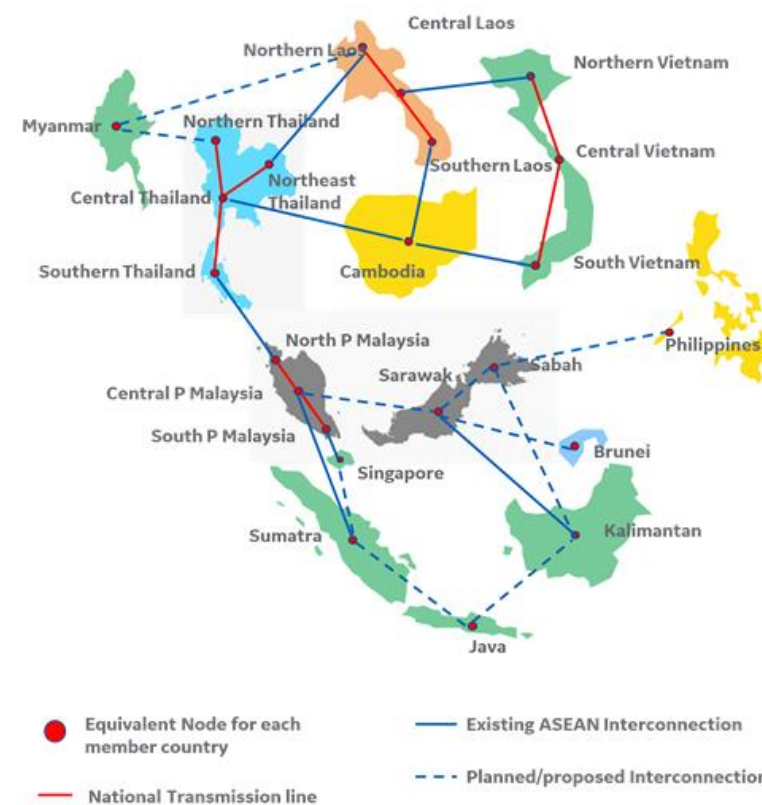 Central Laos
Northern Laos
Northern Vietnam
Myanmar
Northern Thailand
Central Vietnam
Southern Laos
Northeast
Thailand
Central Thailand
South Vietnam
Cambodia
Southern Thailand
North P Malaysia
Philippines
Sabah
Sarawak
Central P Malaysia
South P Malaysia
Brunei
Singapore
Kalimantan
Sumatra
Java
Equivalent Node for each
member country
Existing ASEAN Interconnection
Planned/proposed Interconnection
National Transmission line